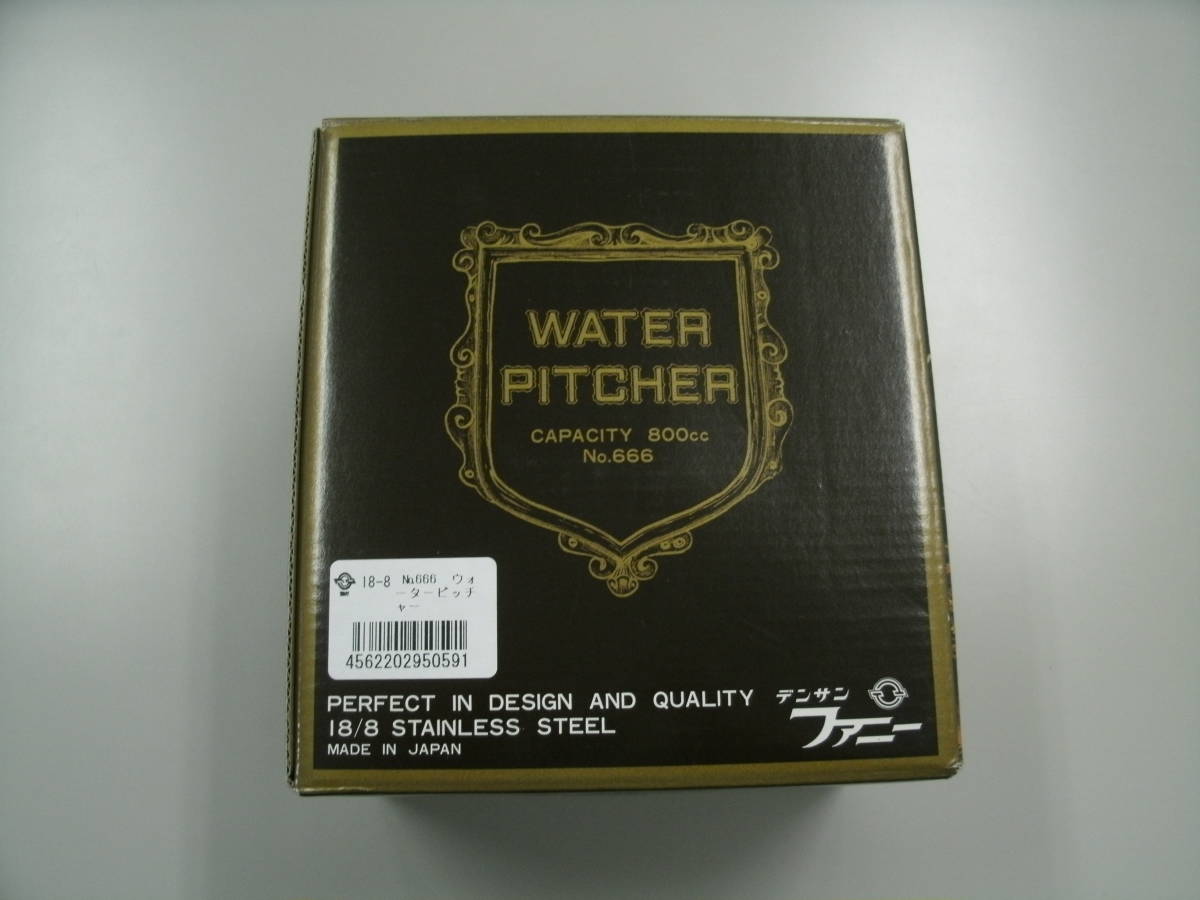 WATER
PITCHER
CAPACITY 800cc
No.666
18-8 №666 ウォ
ーターピッチ
ャー
4562202950591
PERFECT IN DESIGN AND QUALITY
18/8 STAINLESS STEEL
MADE IN JAPAN
デンサン
ファニー